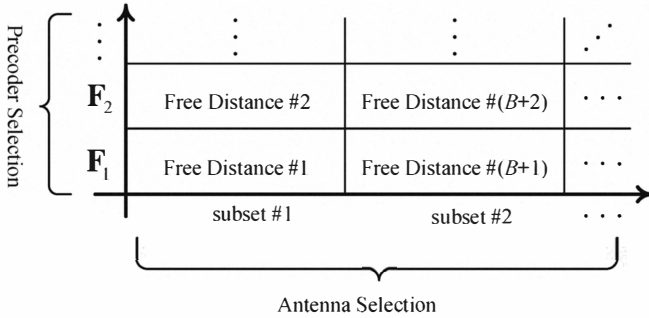 Precoder Selection
F2 Free Distance #2 Free Distance #(B+2) . . .
F1 Free Distance #1 Free Distance #(B+1) . . .
subset #1 subset #2 . . .
Antenna Selection